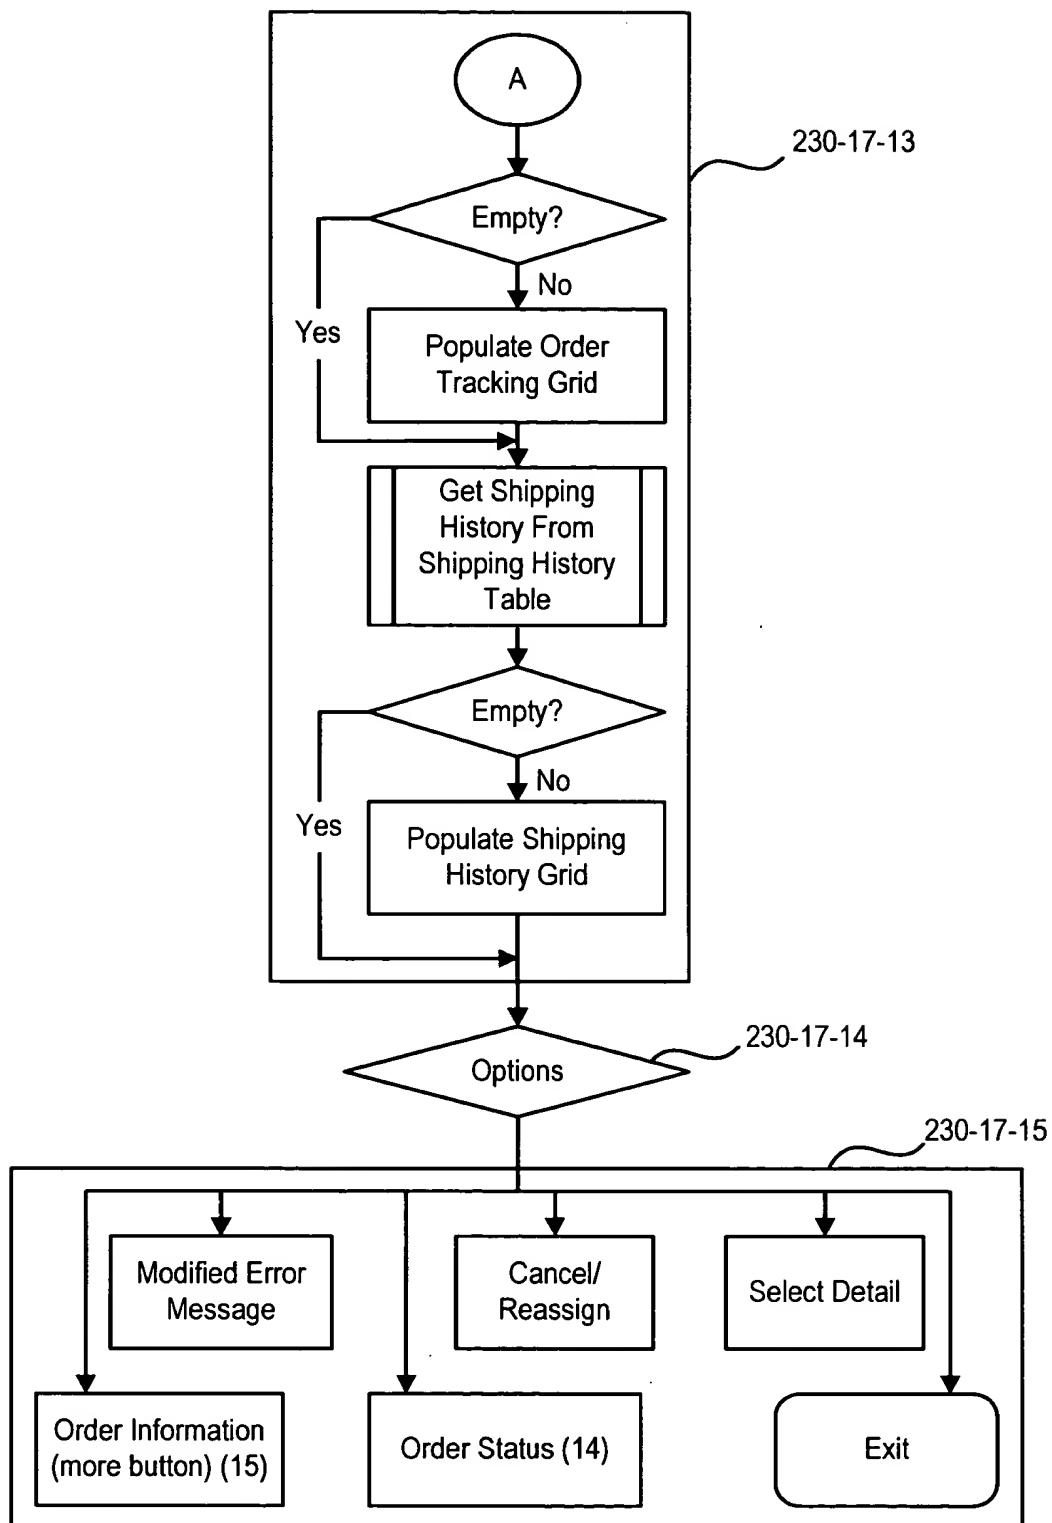 A
230-17-13
Empty?
No
Yes
Populate Order
Tracking Grid
Get Shipping
History From
Shipping History
Table
Empty?
No
Yes
Populate Shipping
History Grid
230-17-14
Options
230-17-15
Modified Error
Message
Cancel/
Reassign
Select Detail
Order Information
(more button) (15)
Order Status (14)
Exit